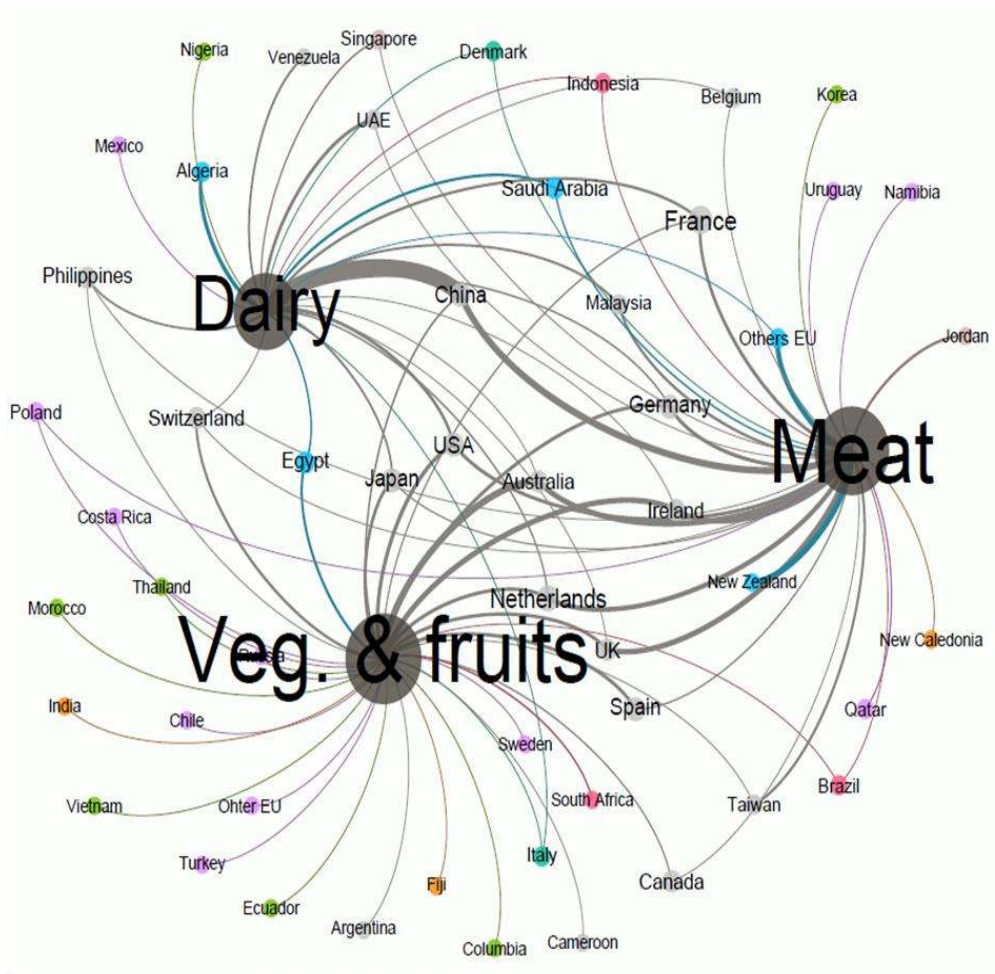 Nigeria
Venezuela
Singapore
Denmark
Indonesia
Belgium
Korea
UAE
Mexico
Algeria
Saudi Arabia
Uruguay
Namibia
France
Philippines
Dairy
China
Malaysia
Others EU
Jordan
Poland
Switzerland
Germany
USA
Meat
Egypt
Japan
Australia
Ireland
Costa Rica
Thailand
New Zealand
Morocco
Netherlands
New Caledonia
Veg. & fruits
Russia
UK
India
Chile
Spain
Qatar
Sweden
Vietnam
Ohter EU
South Africa
Taiwan
Brazil
Turkey
Italy
Fiji
Canada
Ecuador
Argentina
Columbia
Cameroon